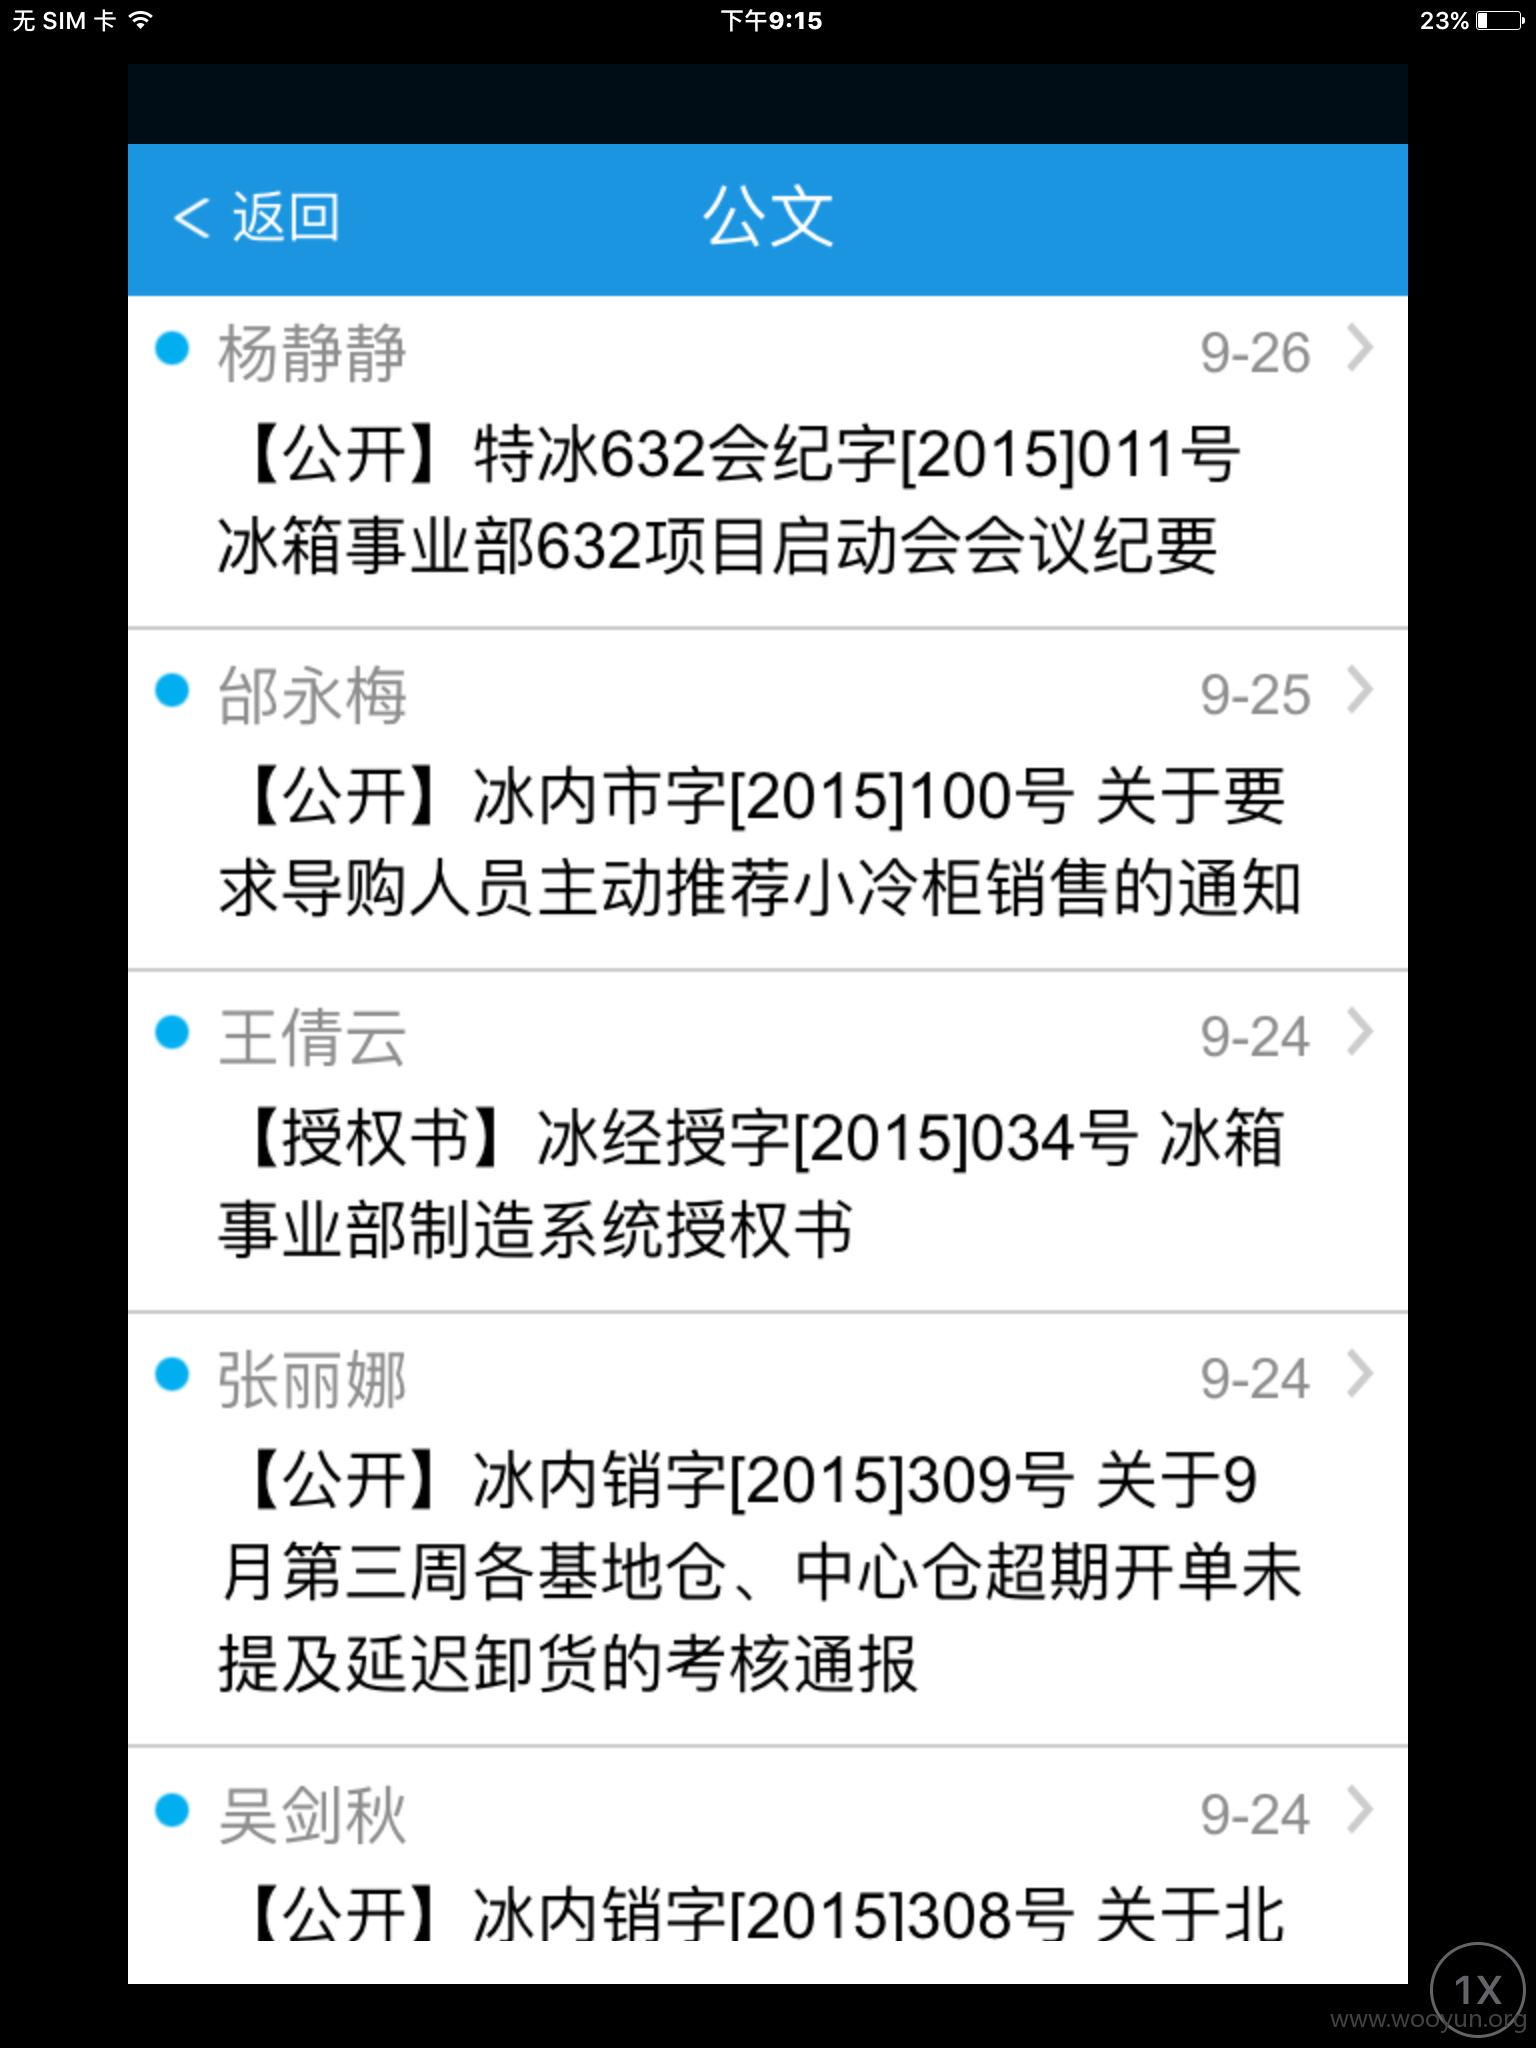 无 SIM 卡 下午9:15 23%
< 返回 公文
杨静静 9-26
【公开】特冰632会纪字[2015]011号
冰箱事业部632项目启动会会议纪要
邰永梅 9-25
【公开】冰内市字[2015]100号 关于要
求导购人员主动推荐小冷柜销售的通知
王倩云 9-24
【授权书】冰经授字[2015]034号 冰箱
事业部制造系统授权书
张丽娜 9-24
【公开】冰内销字[2015]309号 关于9
月第三周各基地仓、中心仓超期开单未
提及延迟卸货的考核通报
吴剑秋 9-24
【公开】冰内销字[2015]308号 关于北
1X
www.wooyun.org